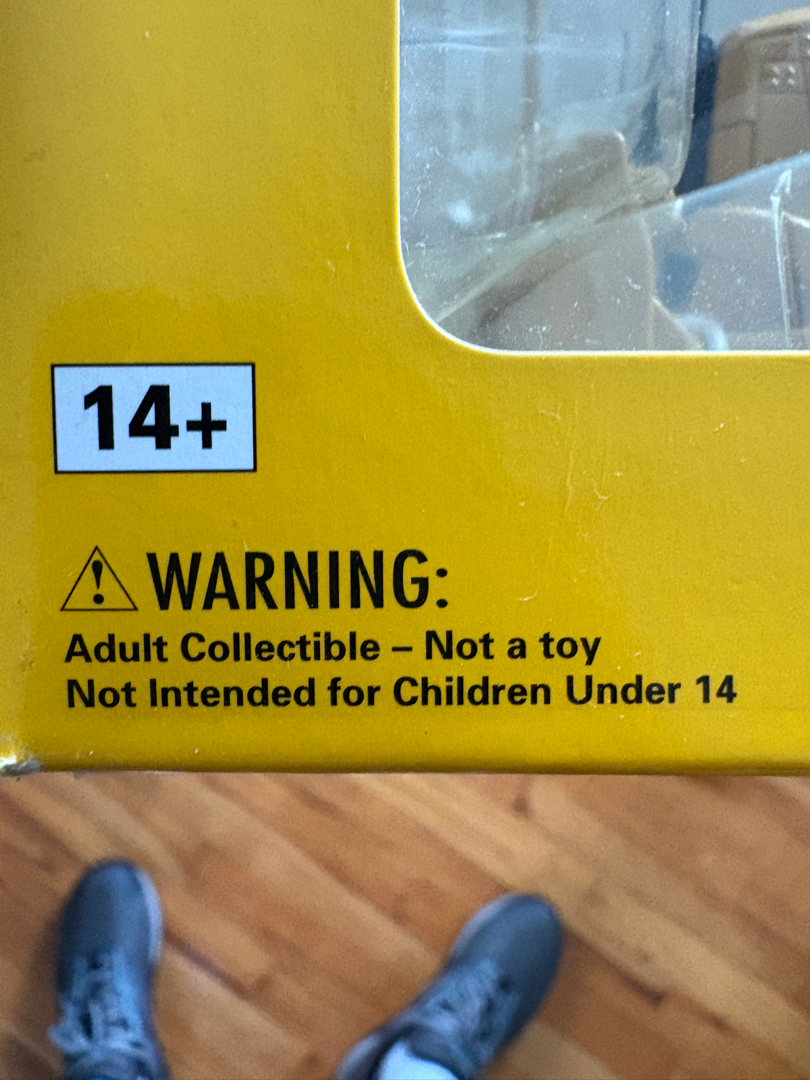 14+
WARNING:
Adult Collectible – Not a toy
Not Intended for Children Under 14